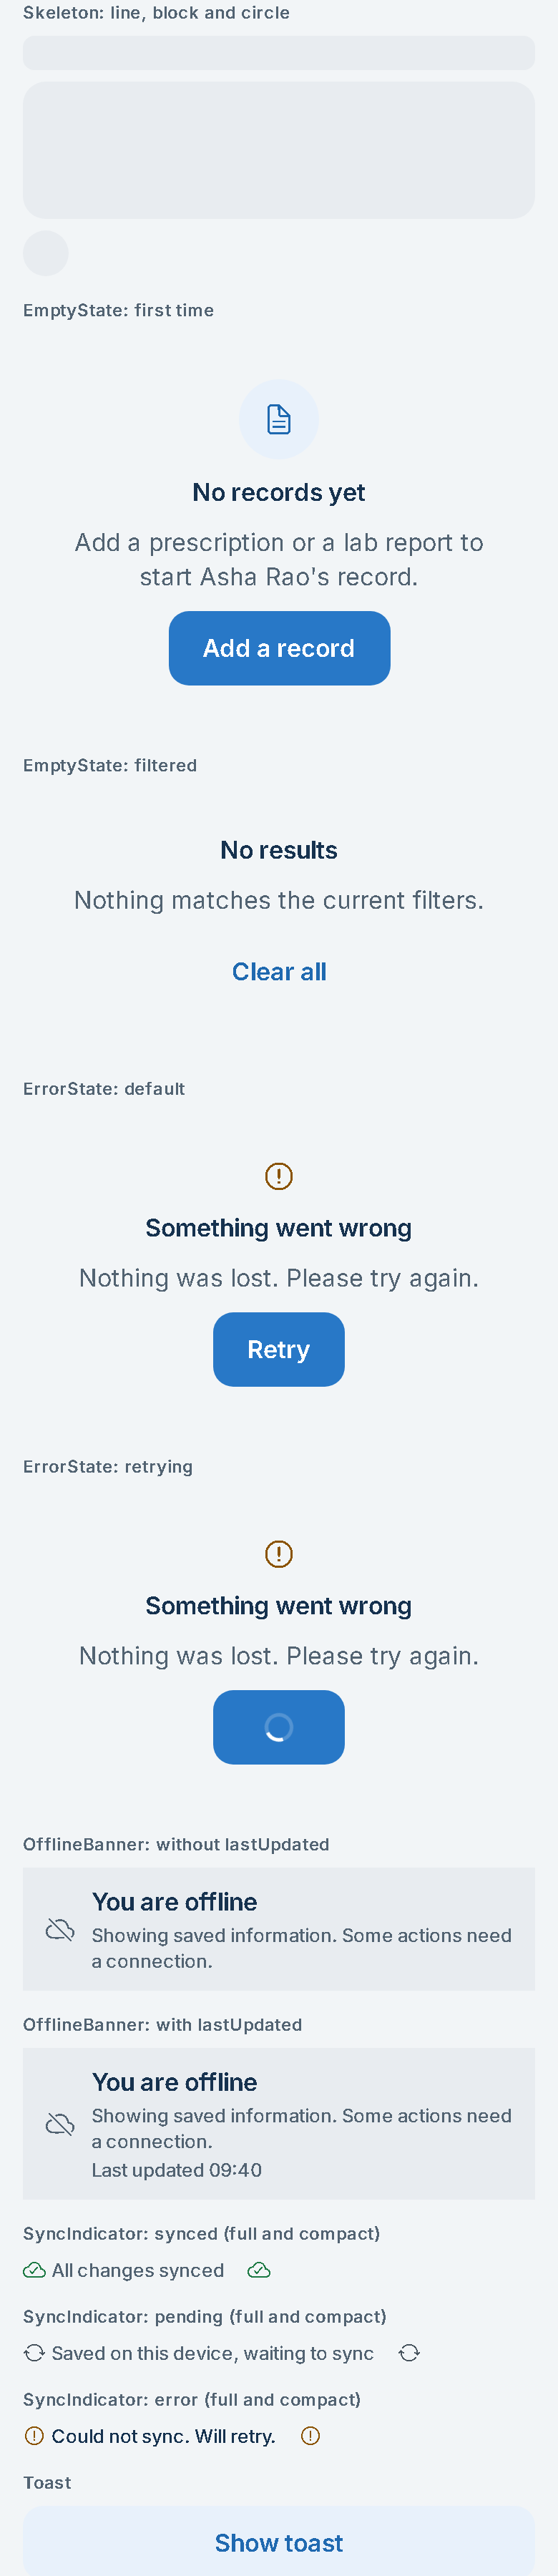 Skeleton: line, block and circle
EmptyState: first time
No records yet
Add a prescription or a lab report to
start Asha Rao's record.
Add a record
EmptyState: filtered
No results
Nothing matches the current filters.
Clear all
ErrorState: default
Something went wrong
Nothing was lost. Please try again.
Retry
ErrorState: retrying
Something went wrong
Nothing was lost. Please try again.
OfflineBanner: without lastUpdated
You are offline
Showing saved information. Some actions need
a connection.
OfflineBanner: with lastUpdated
You are offline
Showing saved information. Some actions need
a connection.
Last updated 09:40
SyncIndicator: synced (full and compact)
All changes synced
SyncIndicator: pending (full and compact)
Saved on this device, waiting to sync
SyncIndicator: error (full and compact)
Could not sync. Will retry.
Toast
Show toast